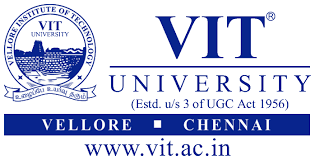 VELLORE INSTITUTE OF TECHNOLOGY
VIT
UNIVERSITY
VIT®
UNIVERSITY
(Estd. u/s 3 of UGC Act 1956)
VELLORE ■ CHENNAI
www.vit.ac.in